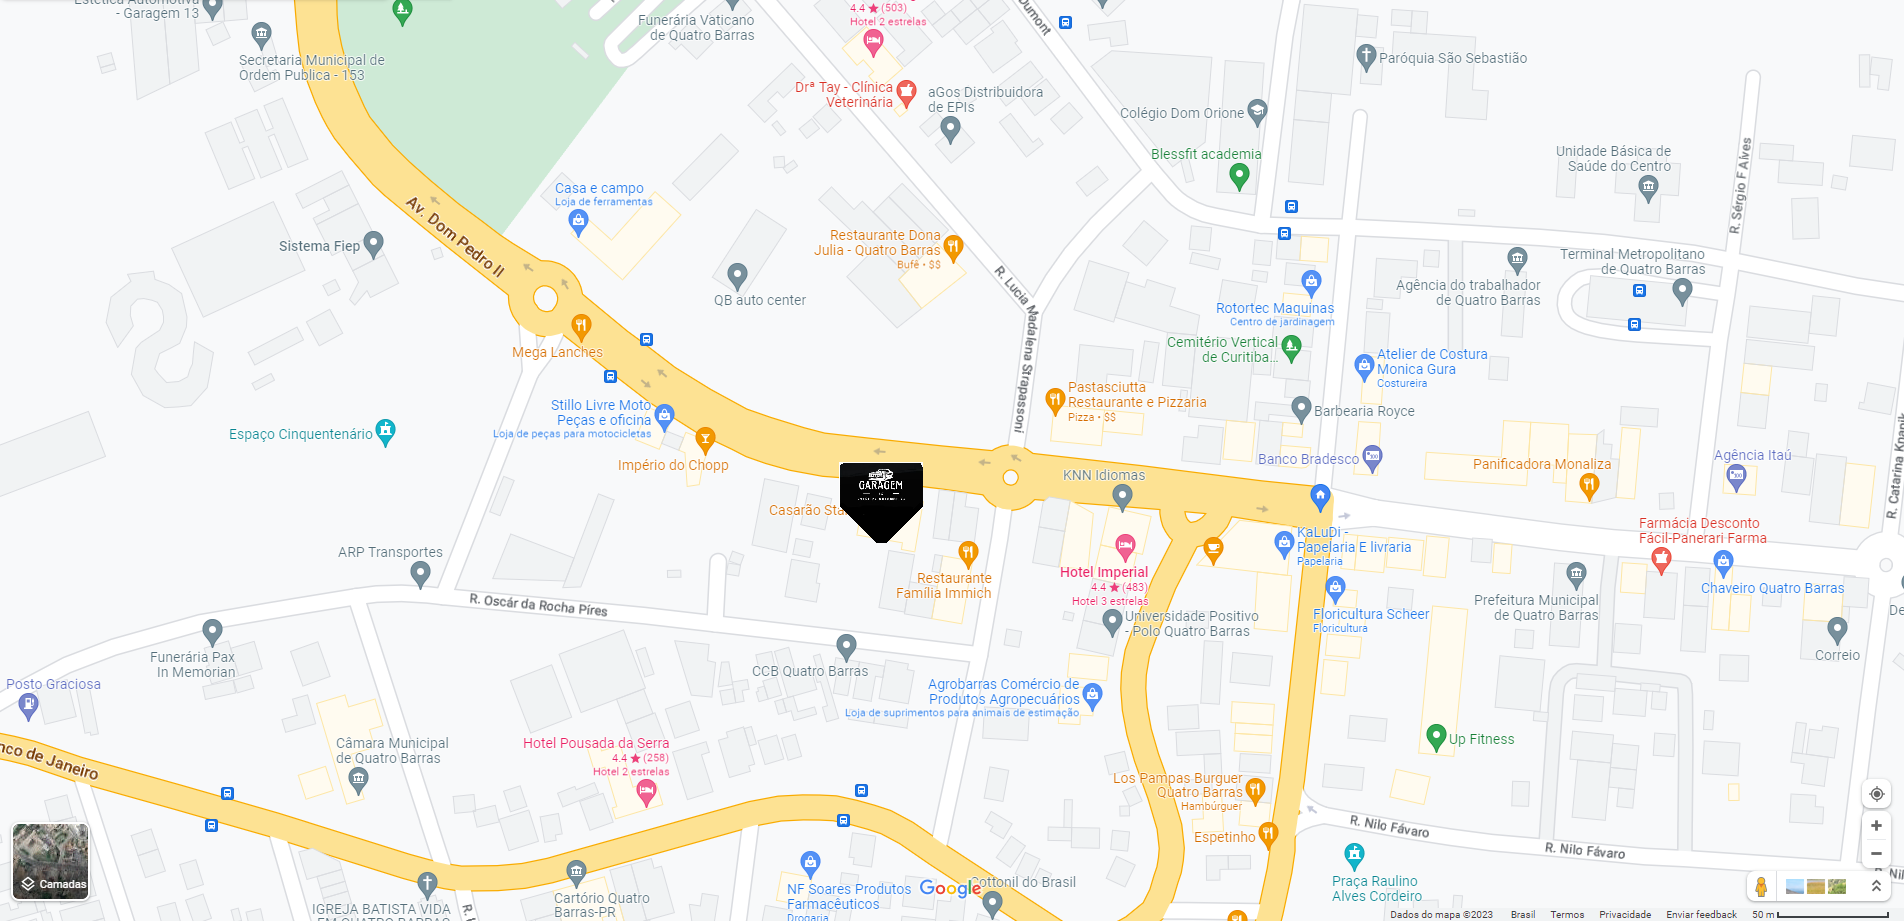 - Garagem 13
4.4 ★ (503)
Hotel 2 estrelas
Funerária Vaticano
de Quatro Barras
Dumont
Secretaria Municipal de
Ordem Publica - 153
Paróquia São Sebastião
Drª Tay - Clínica
Veterinária
aGos Distribuidora
de EPIs
Colégio Dom Orione
Blessfit academia
Unidade Básica de
Saúde do Centro
R. Sérgio F Alves
Casa e campo
Loja de ferramentas
Av. Dom Pedro II
Sistema Fiep
Restaurante Dona
Julia - Quatro Barras
Bufê • $$
QB auto center
R. Lucia Madalena Strapassoni
Terminal Metropolitano
de Quatro Barras
Agência do trabalhador
de Quatro Barras
Rotortec Maquinas
Centro de jardinagem
Cemitério Vertical
de Curitiba...
Mega Lanches
Atelier de Costura
Monica Gura
Costureira
Pastasciutta
Restaurante e Pizzaria
Pizza • $$
Barbearia Royce
Stillo Livre Moto
Peças e oficina
Loja de peças para motocicletas
Espaço Cinquentenário
Império do Chopp
Banco Bradesco
Panificadora Monaliza
Agência Itaú
R. Catarina Knapik
KNN Idiomas
GARAGEM
Casarão Sta
Farmácia Desconto
Fácil-Panerari Farma
KaLuDi -
Papelaria E livraria
Papelaria
ARP Transportes
Restaurante
Família Immich
Hotel Imperial
4.4 ★ (483)
Hotel 3 estrelas
Chaveiro Quatro Barras
Prefeitura Municipal
de Quatro Barras
De
R. Oscár da Rocha Píres
Floricultura Scheer
Floricultura
Universidade Positivo
- Polo Quatro Barras
Funerária Pax
In Memorian
CCB Quatro Barras
Correio
Posto Graciosa
Agrobarras Comércio de
Produtos Agropecuários
Loja de suprimentos para animais de estimação
Up Fitness
nco de Janeiro
Câmara Municipal
de Quatro Barras
Hotel Pousada da Serra
4.4 ★ (258)
Hotel 2 estrelas
Los Pampas Burguer
Quatro Barras
Hambúrguer
Espetinho
R. Nilo Fávaro
R. Nilo Fávaro
Camadas
Praça Raulino
Alves Cordeiro
NF Soares Produtos
Farmacêuticos
Drogaria
Google
Cottonil do Brasil
Cartório Quatro
Barras-PR
IGREJA BATISTA VIDA
EM QUATRO BARRAS
Dados do mapa ©2023 Brasil Termos Privacidade Enviar feedback 50 m